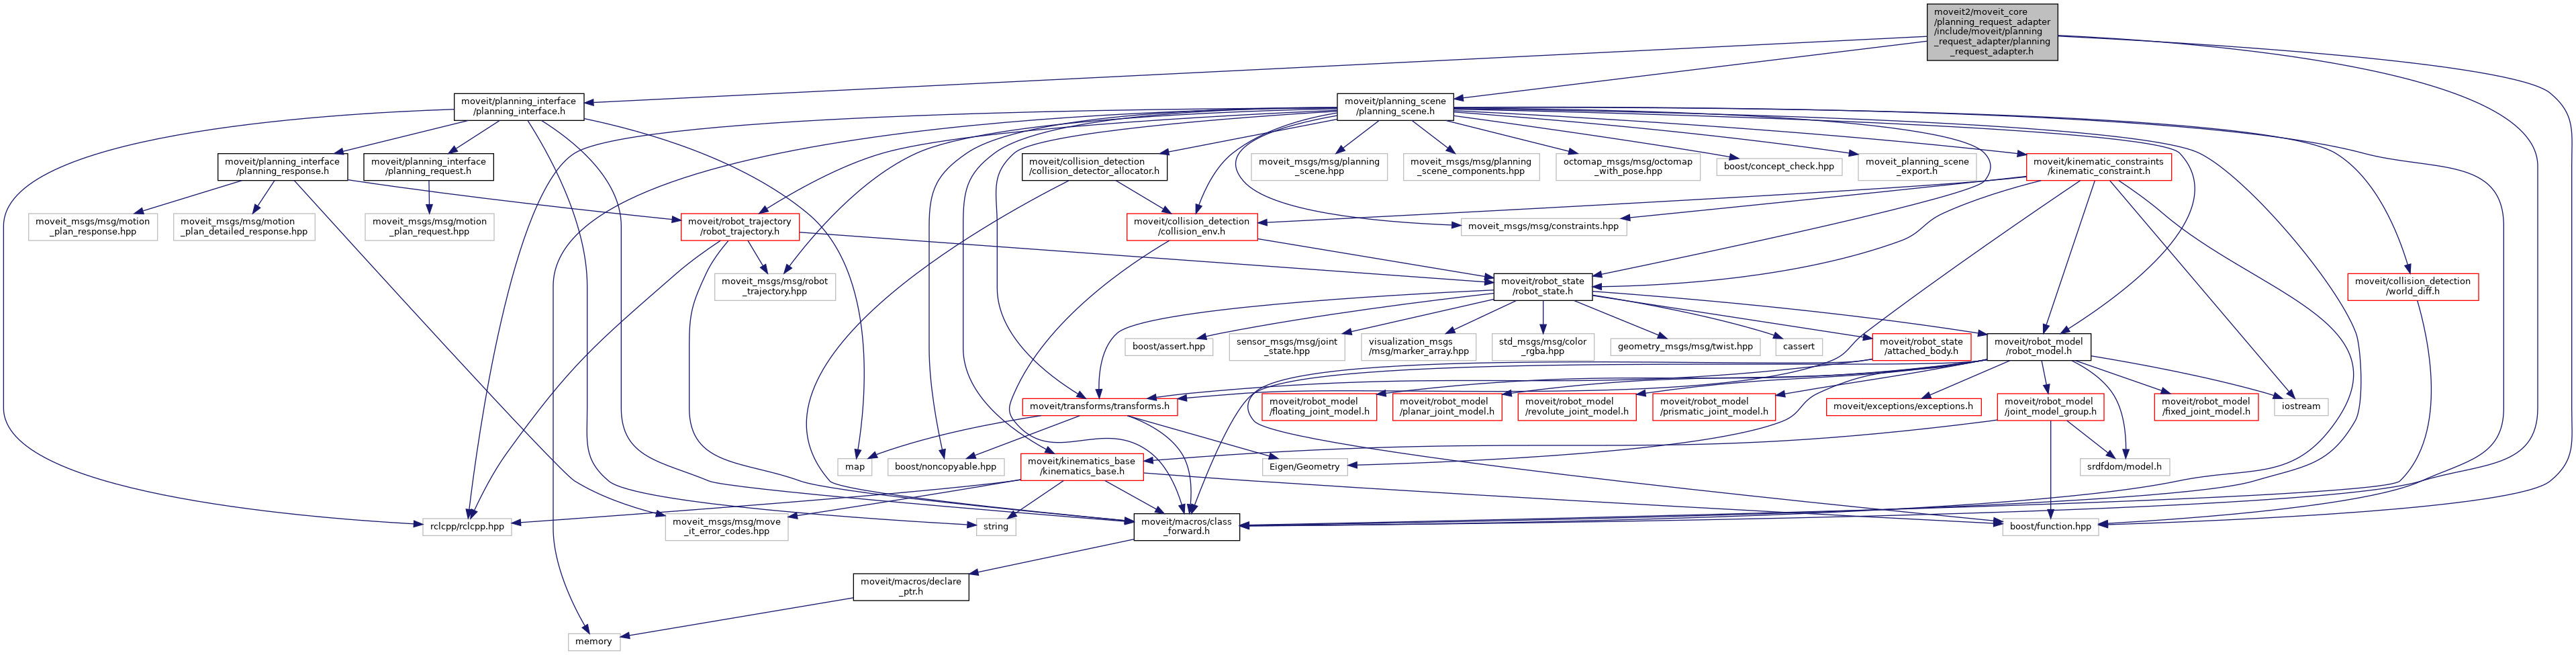 moveit2/moveit_core
/planning_request_adapter
/include/moveit/planning
_request_adapter/planning
_request_adapter.h
moveit/planning_interface
/planning_interface.h
moveit/planning_scene
/planning_scene.h
moveit/planning_interface
/planning_response.h
moveit/planning_interface
/planning_request.h
moveit/collision_detection
/collision_detector_allocator.h
moveit_msgs/msg/planning
_scene.hpp
moveit_msgs/msg/planning
_scene_components.hpp
octomap_msgs/msg/octomap
_with_pose.hpp
boost/concept_check.hpp
moveit_planning_scene
_export.h
moveit/kinematic_constraints
/kinematic_constraint.h
moveit_msgs/msg/motion
_plan_response.hpp
moveit_msgs/msg/motion
_plan_detailed_response.hpp
moveit_msgs/msg/motion
_plan_request.hpp
moveit/robot_trajectory
/robot_trajectory.h
moveit/collision_detection
/collision_env.h
moveit_msgs/msg/constraints.hpp
moveit_msgs/msg/robot
_trajectory.hpp
moveit/robot_state
/robot_state.h
moveit/collision_detection
/world_diff.h
boost/assert.hpp
sensor_msgs/msg/joint
_state.hpp
visualization_msgs
/msg/marker_array.hpp
std_msgs/msg/color
_rgba.hpp
geometry_msgs/msg/twist.hpp
cassert
moveit/robot_state
/attached_body.h
moveit/robot_model
/robot_model.h
moveit/transforms/transforms.h
moveit/robot_model
/floating_joint_model.h
moveit/robot_model
/planar_joint_model.h
moveit/robot_model
/revolute_joint_model.h
moveit/robot_model
/prismatic_joint_model.h
moveit/exceptions/exceptions.h
moveit/robot_model
/joint_model_group.h
moveit/robot_model
/fixed_joint_model.h
iostream
map
boost/noncopyable.hpp
moveit/kinematics_base
/kinematics_base.h
Eigen/Geometry
srdfdom/model.h
rclcpp/rclcpp.hpp
moveit_msgs/msg/move
_it_error_codes.hpp
string
moveit/macros/class
_forward.h
boost/function.hpp
moveit/macros/declare
_ptr.h
memory